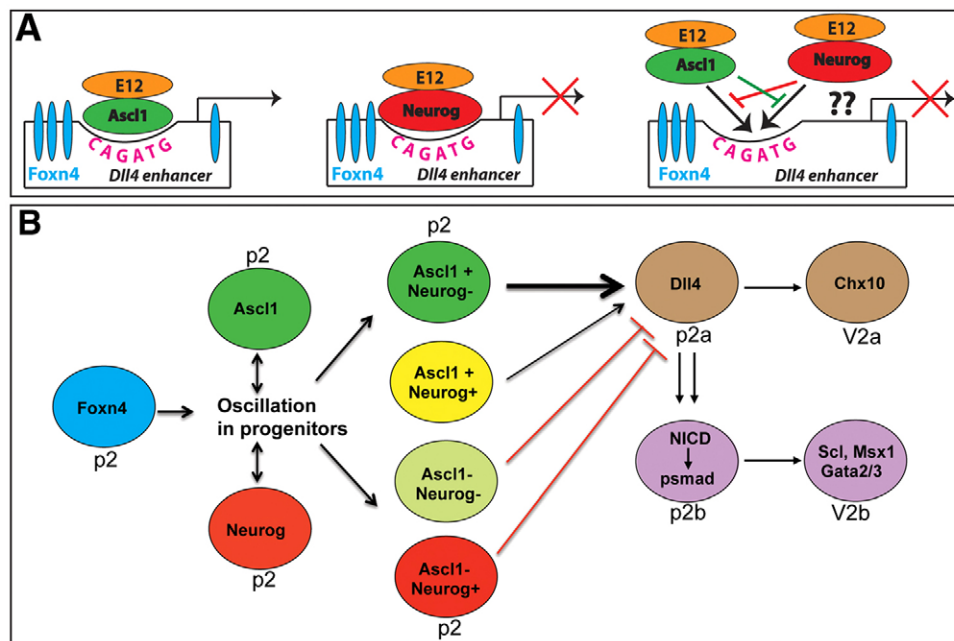 A
E12
Ascl1
CAGATG
Foxn4
Dll4 enhancer
E12
Neurog
CAGATG
Foxn4
Dll4 enhancer
E12
Ascl1
E12
Neurog
??
CAGATG
Foxn4
Dll4 enhancer
B
Foxn4
p2
p2
Ascl1
Oscillation
in progenitors
Neurog
p2
p2
Ascl1 +
Neurog-
Ascl1 +
Neurog+
Ascl1-
Neurog-
Ascl1-
Neurog+
p2
Dll4
p2a
Chx10
V2a
NICD
psmad
p2b
Scl, Msx1
Gata2/3
V2b